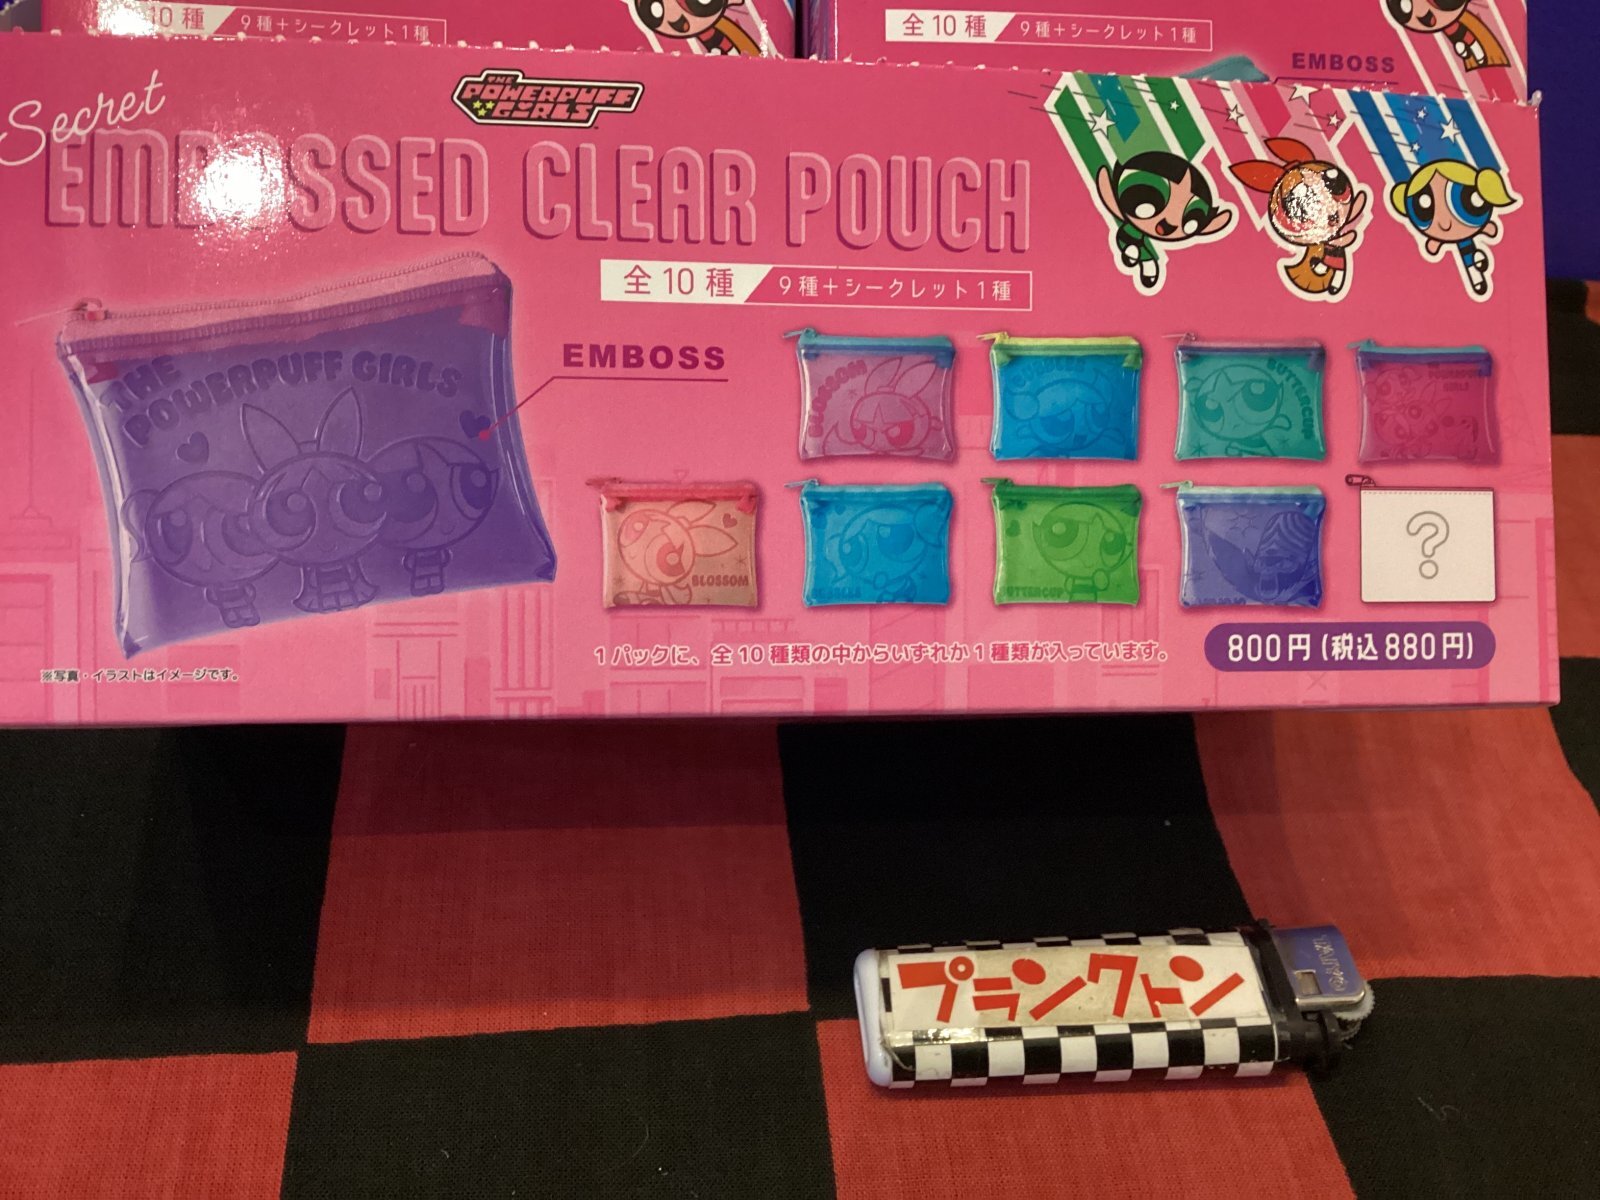 10種 9種+シークレット1種
全10種 9種+シークレット1種
EMBOSS
Secret
THE POWERPUFF GIRLS
EMBOSSED CLEAR POUCH
全10種 9種+シークレット1種
THE
POWERPUFF GIRLS
EMBOSS
BLOSSOM
BUTTERCUP
POWERPUFF
GIRLS
BLOSSOM
BUBBLES
BUTTERCUP
?
1パックに、全10種類の中からいずれか1種類が入っています。
800円(税込880円)
※写真・イラストはイメージです。
プランクトン